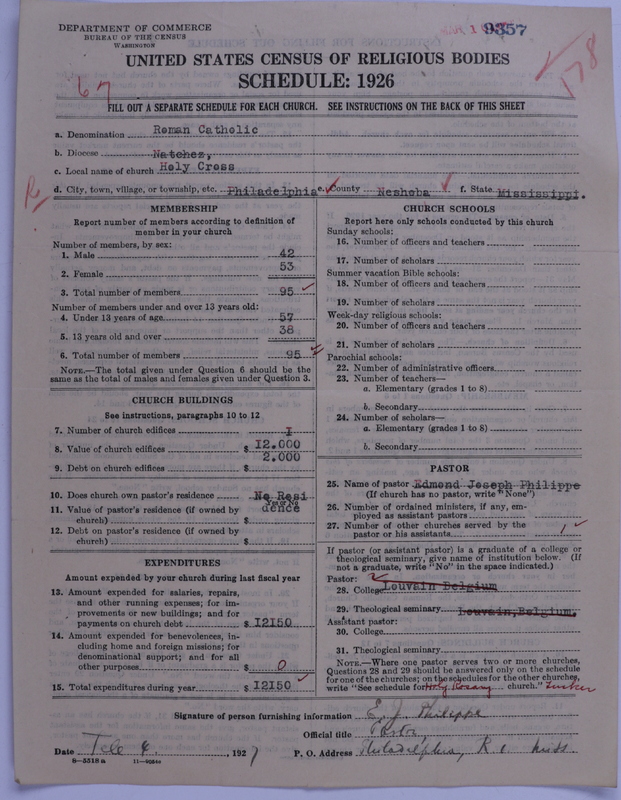 DEPARTMENT OF COMMERCE
BUREAU OF THE CENSUS
WASHINGTON
9357
178
UNITED STATES CENSUS OF RELIGIOUS BODIES
SCHEDULE: 1926
67
FILL OUT A SEPARATE SCHEDULE FOR EACH CHURCH. SEE INSTRUCTIONS ON THE BACK OF THIS SHEET
a. Denomination Roman Catholic
b. Diocese Natchez,
c. Local name of church Holy Cross
R
d. City, town, village, or township, etc. Philadelphia e. County Neshoba f. State Mississippi.
MEMBERSHIP
Report number of members according to definition of
member in your church
Number of members, by sex:
1. Male 42
2. Female 53
3. Total number of members 95
Number of members under and over 13 years old:
4. Under 13 years of age 57
5. 13 years old and over 38
6. Total number of members 95
NOTE.—The total given under Question 6 should be
same as the total of males and females given under Question 3.
CHURCH BUILDINGS
See instructions, paragraphs 10 to 12
7. Number of church edifices 1
8. Value of church edifices $ 12.000
9. Debt on church edifices $ 2.000
10. Does church own pastor's residence No Resi
Yes or No
11. Value of pastor's residence (if owned by
church) $ dence
12. Debt on pastor's residence (if owned by
church) $
EXPENDITURES
Amount expended by your church during last fiscal year
13. Amount expended for salaries, repairs,
and other running expenses; for im-
provements or new buildings; and for
payments on church debt $ 12150
14. Amount expended for benevolences, in-
cluding home and foreign missions; for
denominational support; and for all
other purposes $ 0
15. Total expenditures during year $ 12150
CHURCH SCHOOLS
Report here only schools conducted by this church
Sunday schools:
16. Number of officers and teachers
17. Number of scholars
Summer vacation Bible schools:
18. Number of officers and teachers
19. Number of scholars
Week-day religious schools:
20. Number of officers and teachers
21. Number of scholars
Parochial schools:
22. Number of administrative officers
23. Number of teachers—
a. Elementary (grades 1 to 8)
b. Secondary
24. Number of scholars—
a. Elementary (grades 1 to 8)
b. Secondary
PASTOR
25. Name of pastor Edmond Joseph Philippe
(If church has no pastor, write "None")
26. Number of ordained ministers, if any, em-
ployed as assistant pastors
27. Number of other churches served by the
pastor or his assistants 1
If pastor (or assistant pastor) is a graduate of a college or
theological seminary, give name of institution below. (If
not a graduate, write "No" in the space indicated.)
Pastor:
28. College Louvain Belgium
29. Theological seminary Louvain, Belgium.
Assistant pastor:
30. College
31. Theological seminary
NOTE.—Where one pastor serves two or more churches,
Questions 28 and 29 should be answered only on the schedule
for one of the churches; on the schedules for the other churches,
write "See schedule for Holy Rosary church." Tucker
Signature of person furnishing information E. J. Philippe
Official title Pastor,
Date 4, 1927 P. O. Address Philadelphia, Miss
8—5318 a